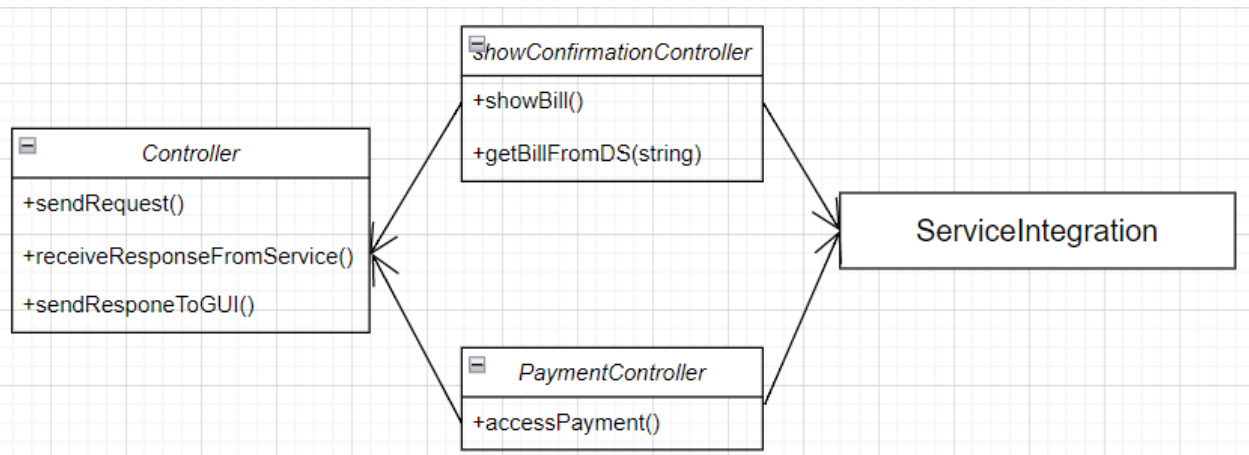 showConfirmationController
+showBill()
+getBillFromDS(string)
Controller
+sendRequest()
+receiveResponseFromService()
+sendResponeToGUI()
ServiceIntegration
PaymentController
+accessPayment()